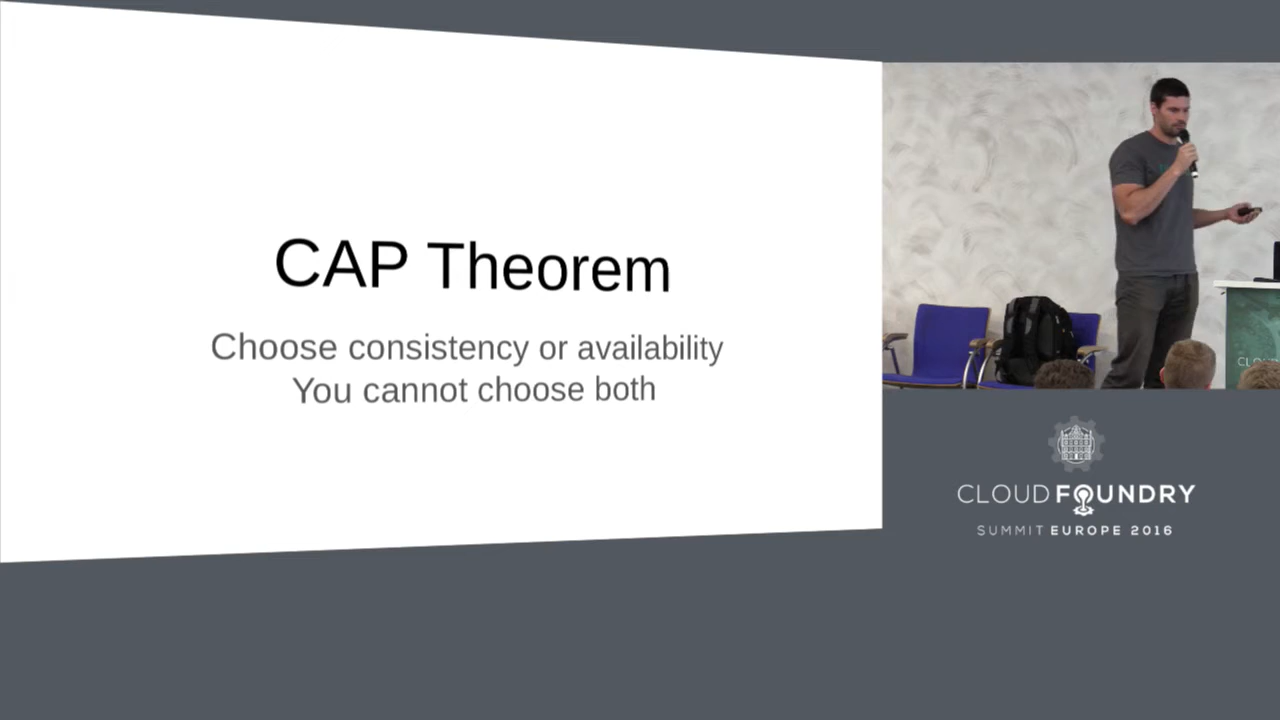 CAP Theorem
Choose consistency or availability
You cannot choose both
CLOUD FOUNDRY
SUMMIT EUROPE 2016